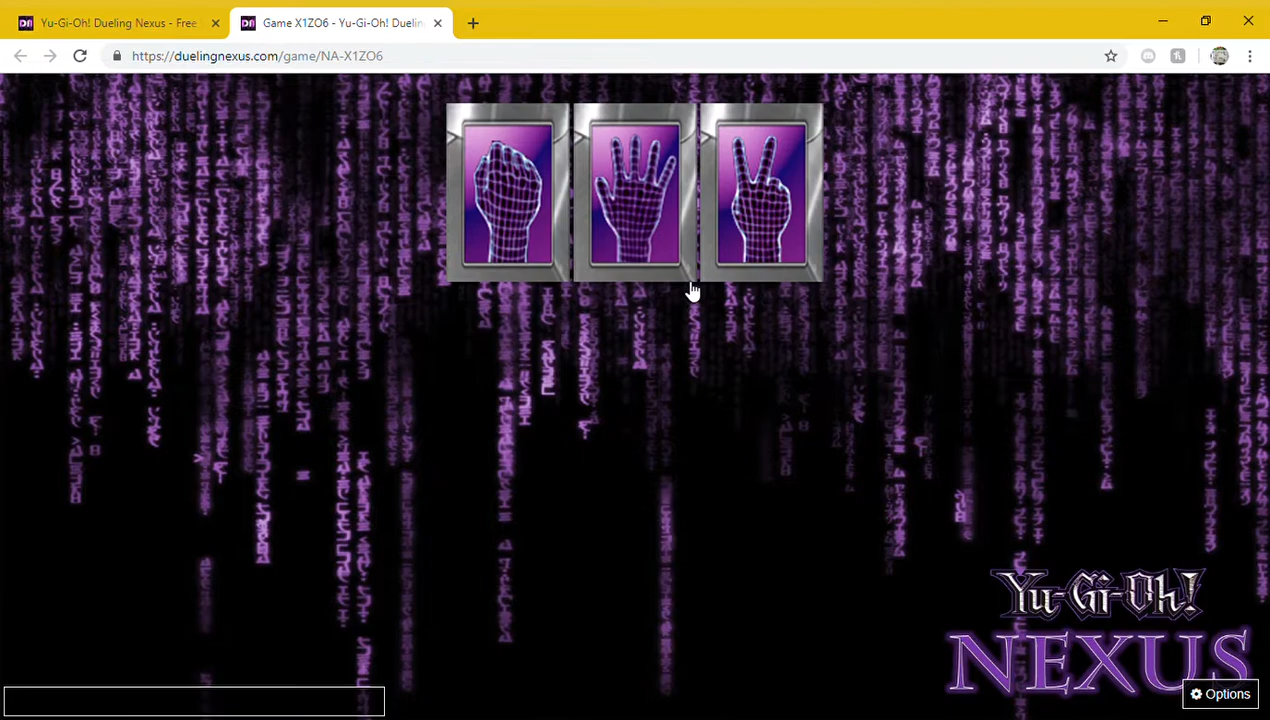 Yu-Gi-Oh! Dueling Nexus - Free
Game X1ZO6 - Yu-Gi-Oh! Duelin
https://duelingnexus.com/game/NA-X1ZO6
Yu-Gi-Oh!
NEXUS
Options